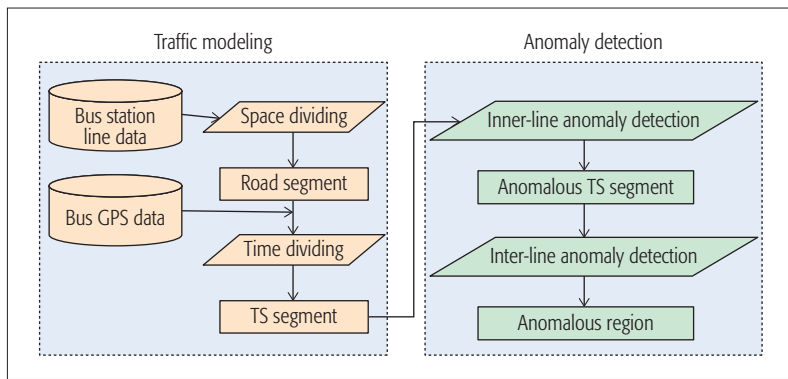 Traffic modeling
Bus station
line data
Space dividing
Road segment
Bus GPS data
Time dividing
TS segment
Anomaly detection
Inner-line anomaly detection
Anomalous TS segment
Inter-line anomaly detection
Anomalous region